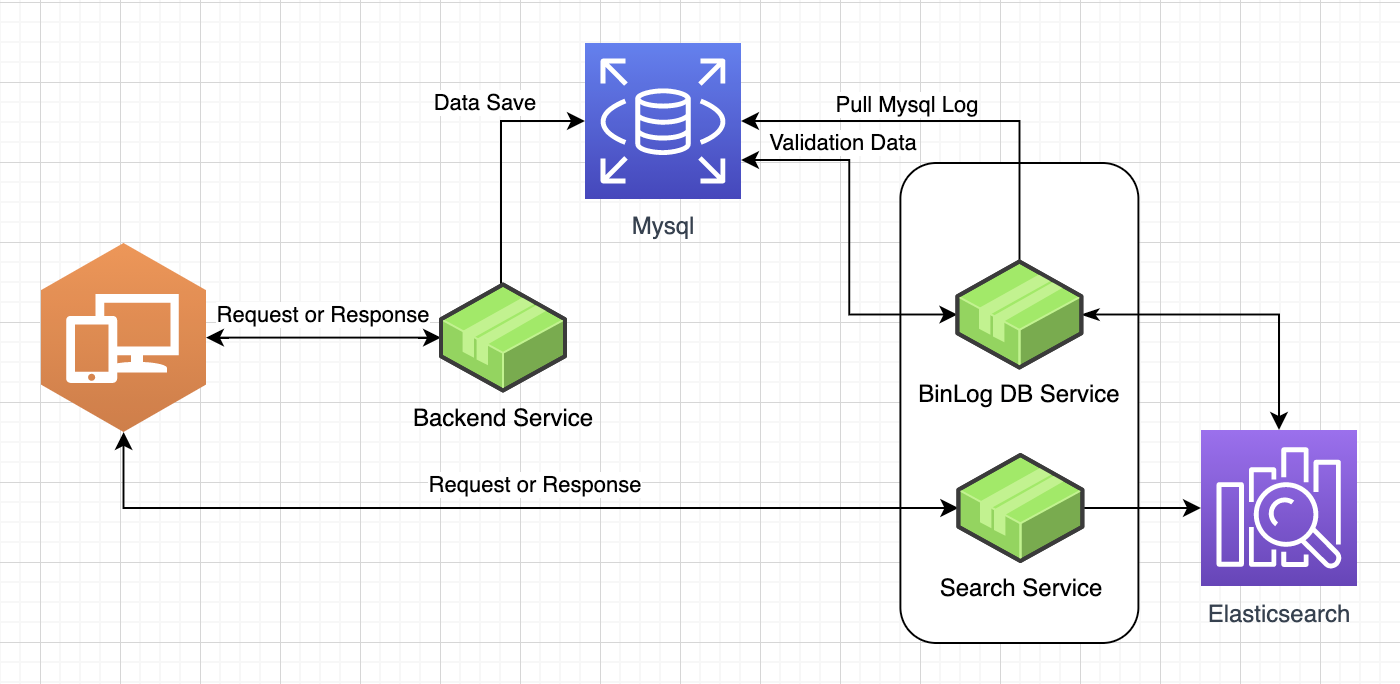 Data Save
Pull Mysql Log
Validation Data
Mysql
Request or Response
Backend Service
BinLog DB Service
Request or Response
Search Service
Elasticsearch